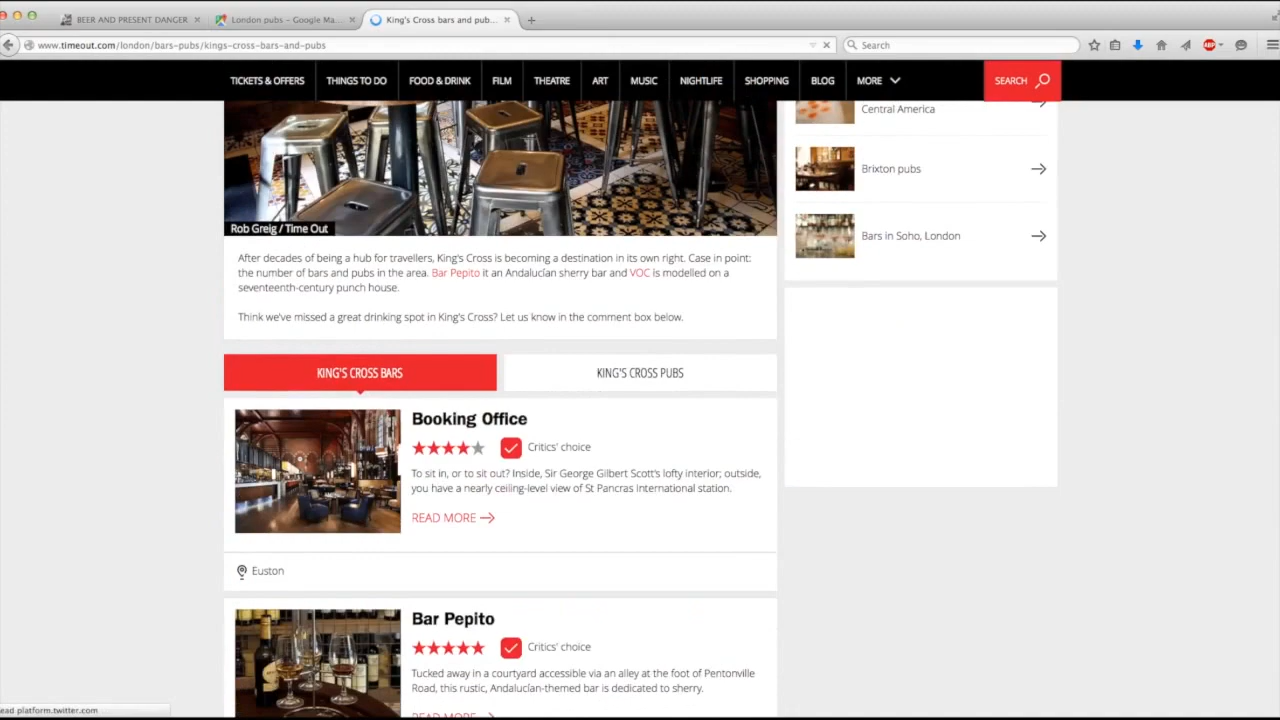 BEER AND PRESENT DANGER
London pubs - Google Ma...
King's Cross bars and pub...
www.timeout.com/london/bars-pubs/kings-cross-bars-and-pubs
Search
ABP
TICKETS & OFFERS THINGS TO DO FOOD & DRINK FILM THEATRE ART MUSIC NIGHTLIFE SHOPPING BLOG MORE
SEARCH
Central America
Brixton pubs
Bars in Soho, London
Rob Greig / Time Out
After decades of being a hub for travellers, King's Cross is becoming a destination in its own right. Case in point:
the number of bars and pubs in the area. Bar Pepito it an Andalucían sherry bar and VOC is modelled on a
seventeenth-century punch house.
Think we've missed a great drinking spot in King's Cross? Let us know in the comment box below.
KING'S CROSS BARS
KING'S CROSS PUBS
Booking Office
Critics' choice
To sit in, or to sit out? Inside, Sir George Gilbert Scott's lofty interior; outside,
you have a nearly ceiling-level view of St Pancras International station.
READ MORE
Euston
Bar Pepito
Critics' choice
Tucked away in a courtyard accessible via an alley at the foot of Pentonville
Road, this rustic, Andalucían-themed bar is dedicated to sherry.
READ MORE
ead platform.twitter.com